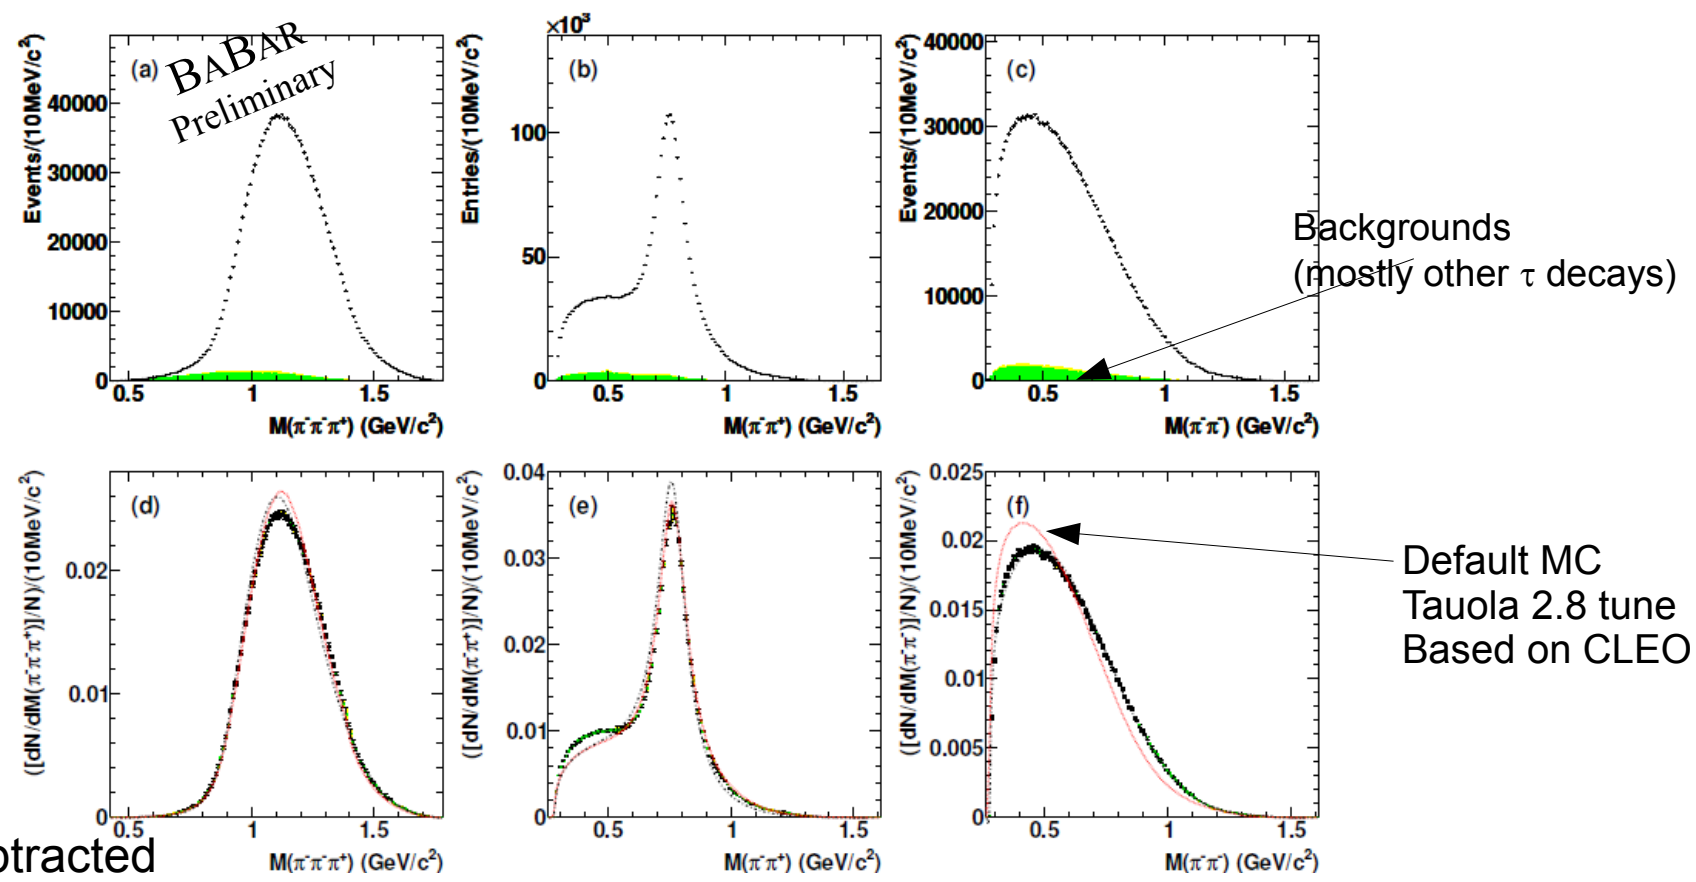 (a)
BABAR
Preliminary
Events/(10MeV/c²)
40000
30000
20000
10000
0
0.5 1 1.5
M(π⁻π⁻π⁺) (GeV/c²)
(b)
×10³
Entries/(10MeV/c²)
100
50
0
0.5 1 1.5
M(π⁻π⁺) (GeV/c²)
(c)
Events/(10MeV/c²)
40000
30000
20000
10000
0
0.5 1 1.5
M(π⁻π⁻) (GeV/c²)
Backgrounds
(mostly other τ decays)
(d)
([dN/dM(π⁻π⁻π⁺)]/N)/(10MeV/c²)
0.02
0.01
0
0.5 1 1.5
M(π⁻π⁻π⁺) (GeV/c²)
(e)
([dN/dM(π⁻π⁺)]/N)/(10MeV/c²)
0.04
0.03
0.02
0.01
0
0.5 1 1.5
M(π⁻π⁺) (GeV/c²)
(f)
([dN/dM(π⁻π⁻)]/N)/(10MeV/c²)
0.025
0.02
0.015
0.01
0.005
0
0.5 1 1.5
M(π⁻π⁻) (GeV/c²)
Default MC
Tauola 2.8 tune
Based on CLEO